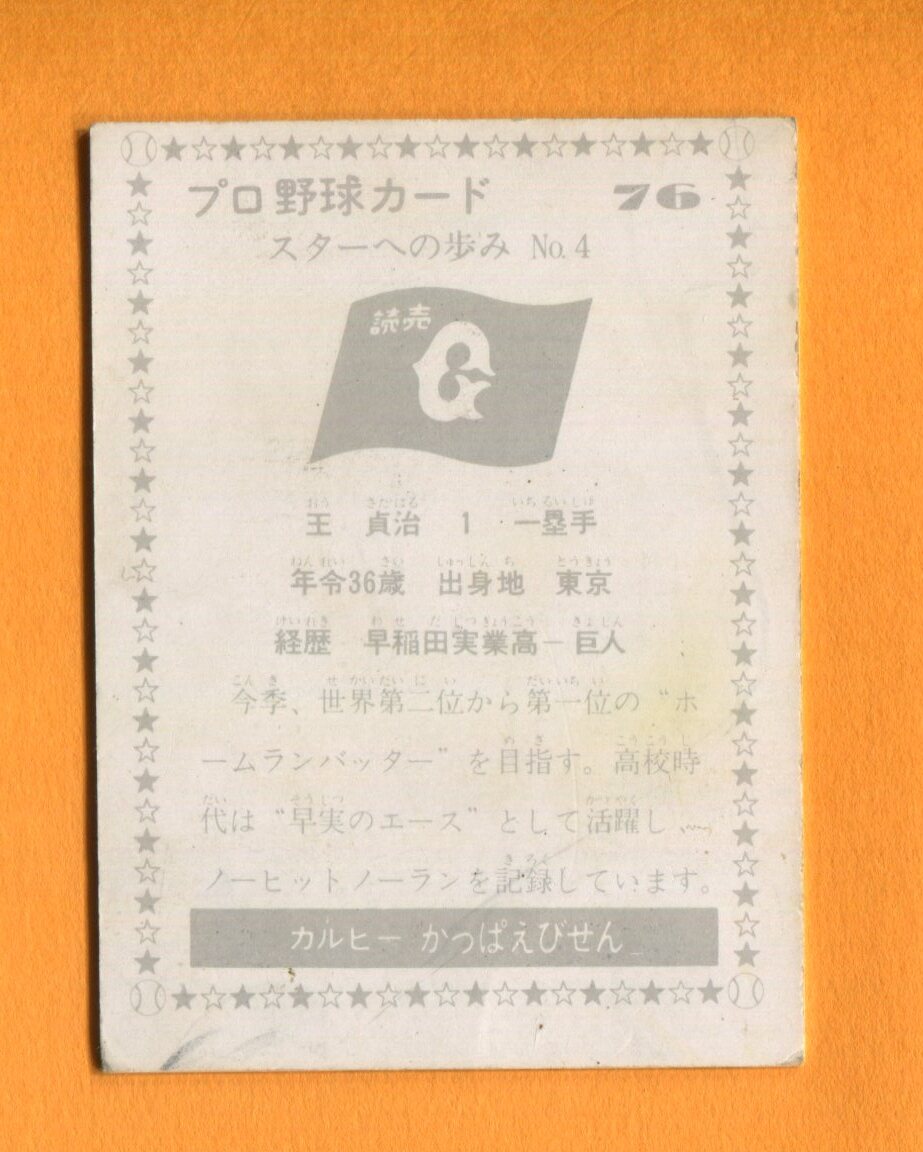 プロ野球カード 76
スターへの歩み No.4
読売
G
王 貞治 1 一塁手
年令36歳 出身地 東京
経歴 早稲田実業高―巨人
今季、世界第二位から第一位の“ホ
ームランバッター”を目指す。高校時
代は“早実のエース”として活躍し、
ノーヒットノーランを記録しています。
カルビー かっぱえびせん